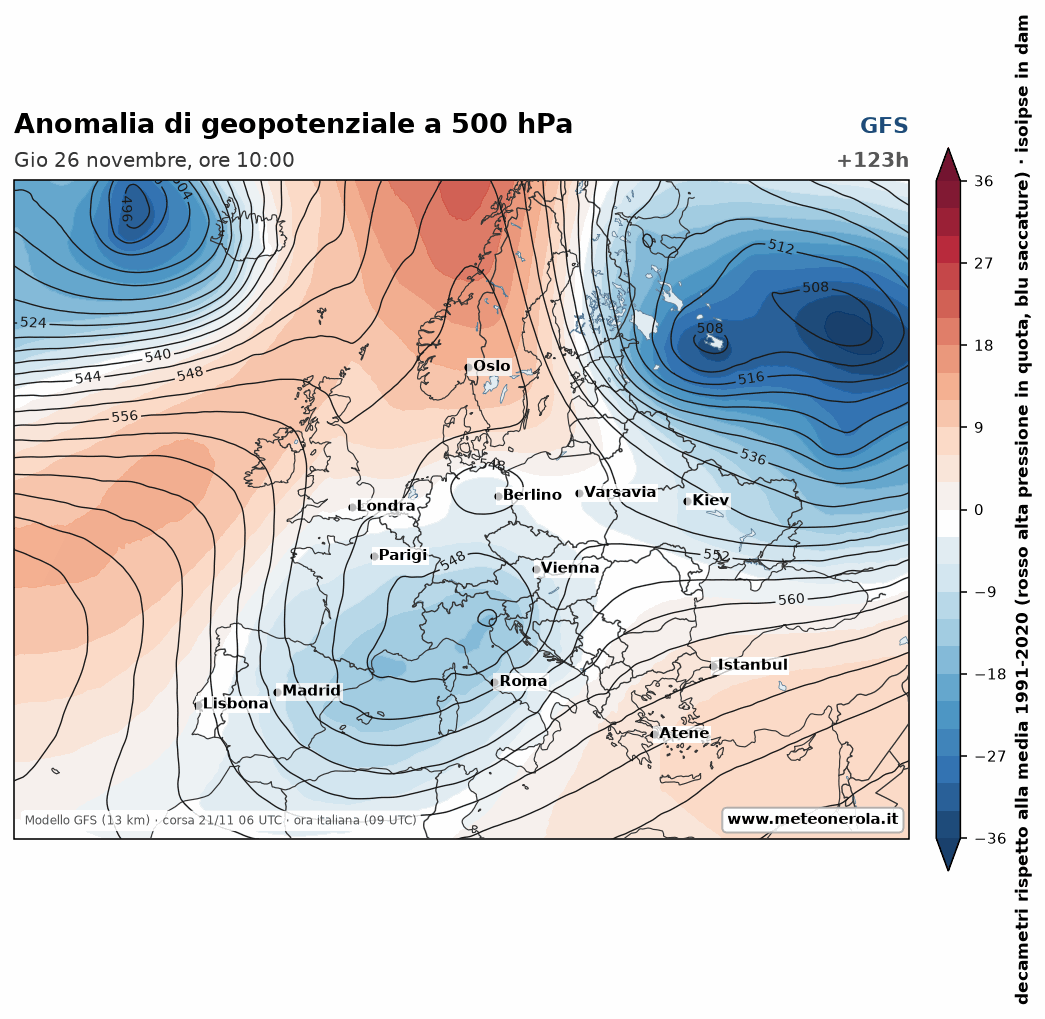 Anomalia di geopotenziale a 500 hPa
GFS
Gio 26 novembre, ore 10:00
+123h
496
504
524
540
544
548
556
512
508
508
516
536
548
548
552
560
Oslo
Berlino
Varsavia
Kiev
Londra
Parigi
Vienna
Istanbul
Roma
Madrid
Lisbona
Atene
Modello GFS (13 km) · corsa 21/11 06 UTC · ora italiana (09 UTC)
www.meteonerola.it
36
27
18
9
0
−9
−18
−27
−36
decametri rispetto alla media 1991-2020 (rosso alta pressione in quota, blu saccature) · isoipse in dam